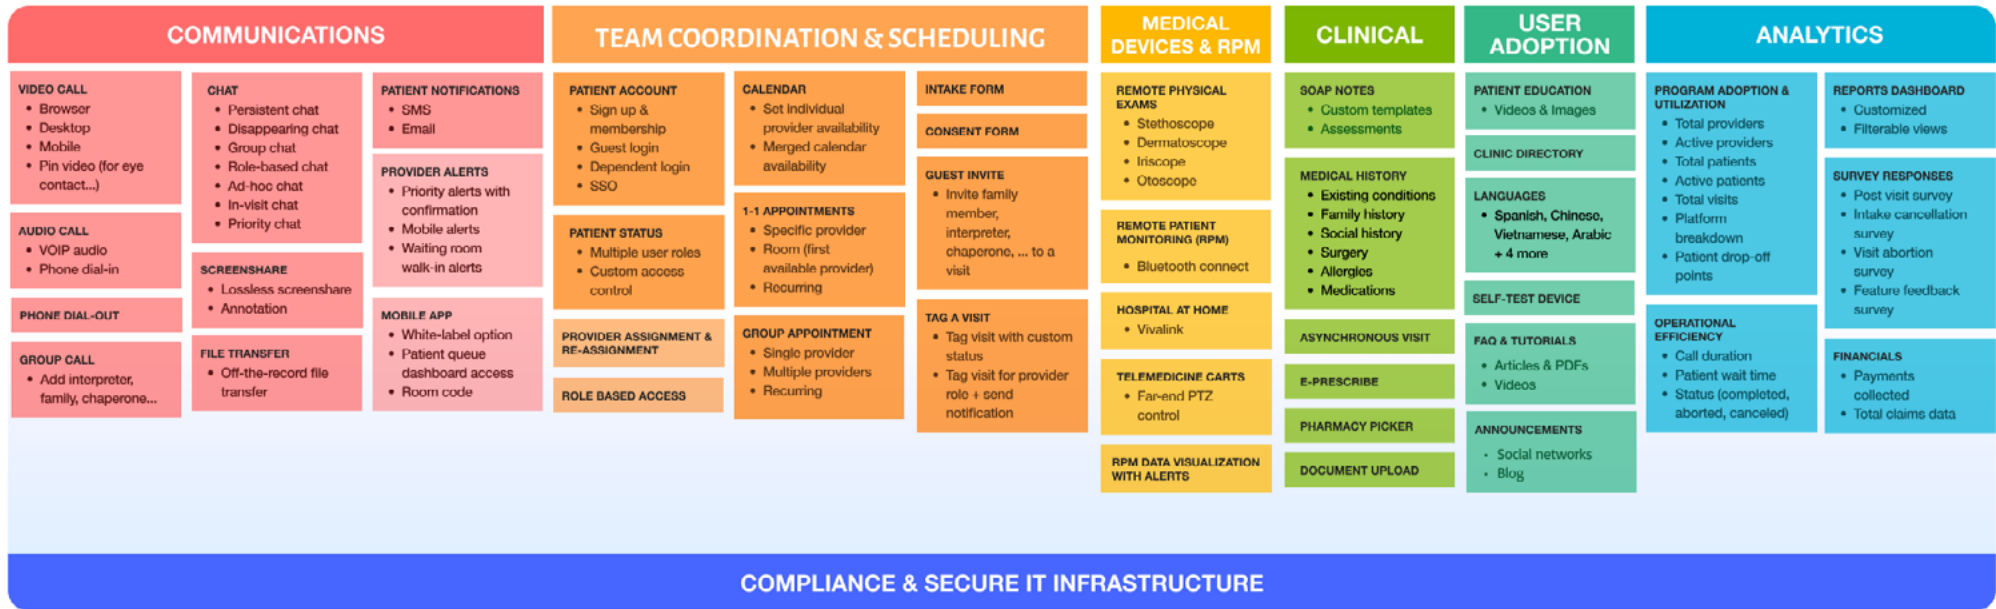 COMMUNICATIONS
VIDEO CALL
• Browser
• Desktop
• Mobile
• Pin video (for eye
contact...)
AUDIO CALL
• VOIP audio
• Phone dial-in
PHONE DIAL-OUT
GROUP CALL
• Add interpreter,
family, chaperone...
CHAT
• Persistent chat
• Disappearing chat
• Group chat
• Role-based chat
• Ad-hoc chat
• In-visit chat
• Priority chat
SCREENSHARE
• Lossless screenshare
• Annotation
FILE TRANSFER
• Off-the-record file
transfer
PATIENT NOTIFICATIONS
• SMS
• Email
PROVIDER ALERTS
• Priority alerts with
confirmation
• Mobile alerts
• Waiting room
walk-in alerts
MOBILE APP
• White-label option
• Patient queue
dashboard access
• Room code
TEAM COORDINATION & SCHEDULING
PATIENT ACCOUNT
• Sign up &
membership
• Guest login
• Dependent login
• SSO
PATIENT STATUS
• Multiple user roles
• Custom access
control
PROVIDER ASSIGNMENT &
RE-ASSIGNMENT
ROLE BASED ACCESS
CALENDAR
• Set individual
provider availability
• Merged calendar
availability
1-1 APPOINTMENTS
• Specific provider
• Room (first
available provider)
• Recurring
GROUP APPOINTMENT
• Single provider
• Multiple providers
• Recurring
INTAKE FORM
CONSENT FORM
GUEST INVITE
• Invite family
member,
interpreter,
chaperone, ... to a
visit
TAG A VISIT
• Tag visit with custom
status
• Tag visit for provider
role + send
notification
MEDICAL
DEVICES & RPM
REMOTE PHYSICAL
EXAMS
• Stethoscope
• Dermatoscope
• Iriscope
• Otoscope
REMOTE PATIENT
MONITORING (RPM)
• Bluetooth connect
HOSPITAL AT HOME
• Vivalink
TELEMEDICINE CARTS
• Far-end PTZ
control
RPM DATA VISUALIZATION
WITH ALERTS
CLINICAL
SOAP NOTES
• Custom templates
• Assessments
MEDICAL HISTORY
• Existing conditions
• Family history
• Social history
• Surgery
• Allergies
• Medications
ASYNCHRONOUS VISIT
E-PRESCRIBE
PHARMACY PICKER
DOCUMENT UPLOAD
USER
ADOPTION
PATIENT EDUCATION
• Videos & Images
CLINIC DIRECTORY
LANGUAGES
• Spanish, Chinese,
Vietnamese, Arabic
+ 4 more
SELF-TEST DEVICE
FAQ & TUTORIALS
• Articles & PDFs
• Videos
ANNOUNCEMENTS
• Social networks
• Blog
ANALYTICS
PROGRAM ADOPTION &
UTILIZATION
• Total providers
• Active providers
• Total patients
• Active patients
• Total visits
• Platform
breakdown
• Patient drop-off
points
OPERATIONAL
EFFICIENCY
• Call duration
• Patient wait time
• Status (completed,
aborted, canceled)
REPORTS DASHBOARD
• Customized
• Filterable views
SURVEY RESPONSES
• Post visit survey
• Intake cancellation
survey
• Visit abortion
survey
• Feature feedback
survey
FINANCIALS
• Payments
collected
• Total claims data
COMPLIANCE & SECURE IT INFRASTRUCTURE